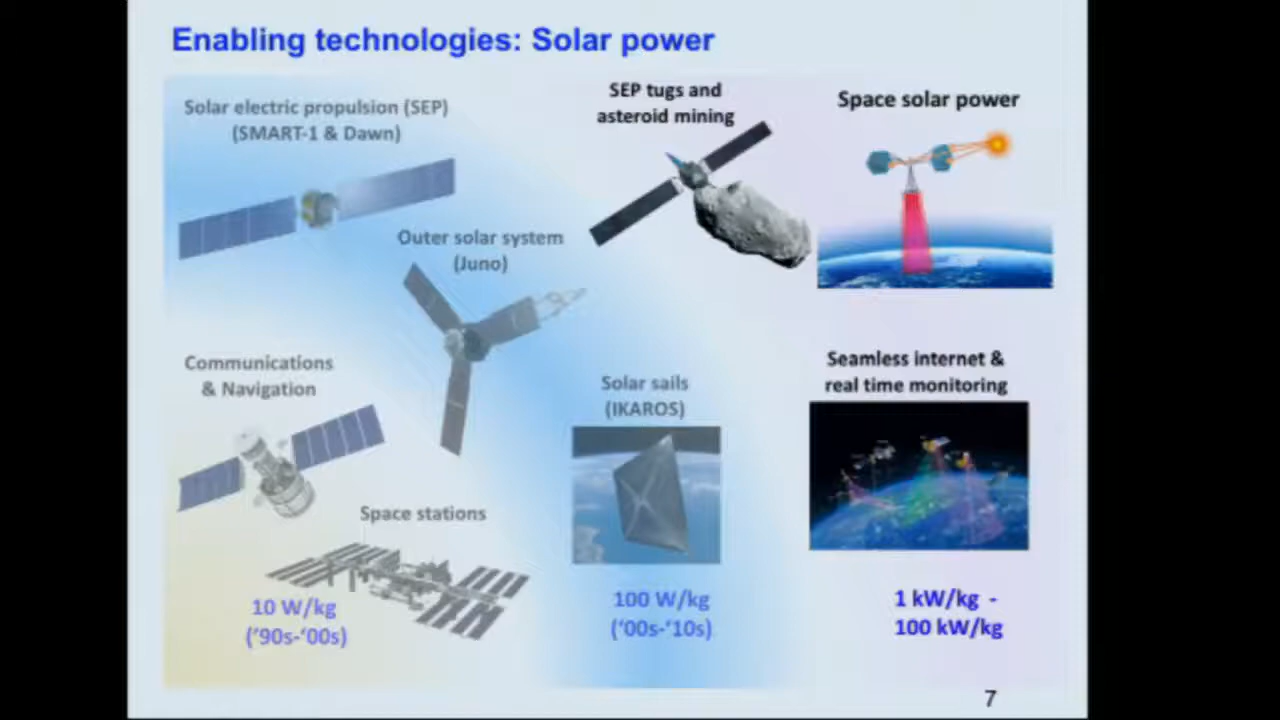 Enabling technologies: Solar power
Solar electric propulsion (SEP)
(SMART-1 & Dawn)
SEP tugs and
asteroid mining
Space solar power
Outer solar system
(Juno)
Communications
& Navigation
Solar sails
(IKAROS)
Seamless internet &
real time monitoring
Space stations
10 W/kg
(‘90s-‘00s)
100 W/kg
(‘00s-‘10s)
1 kW/kg -
100 kW/kg
7